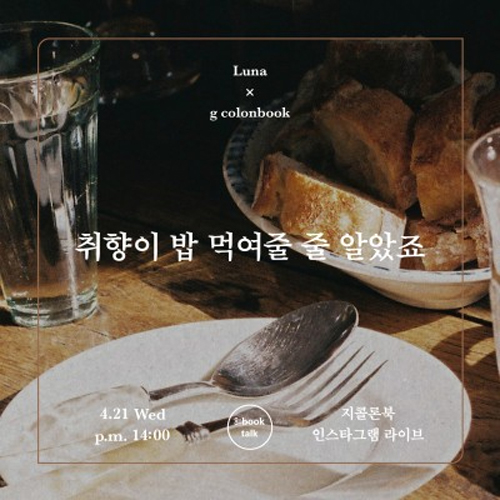 Luna
×
g colonbook
취향이 밥 먹여줄 줄 알았죠
4.21 Wed
p.m. 14:00
book
talk
지콜론북
인스타그램 라이브